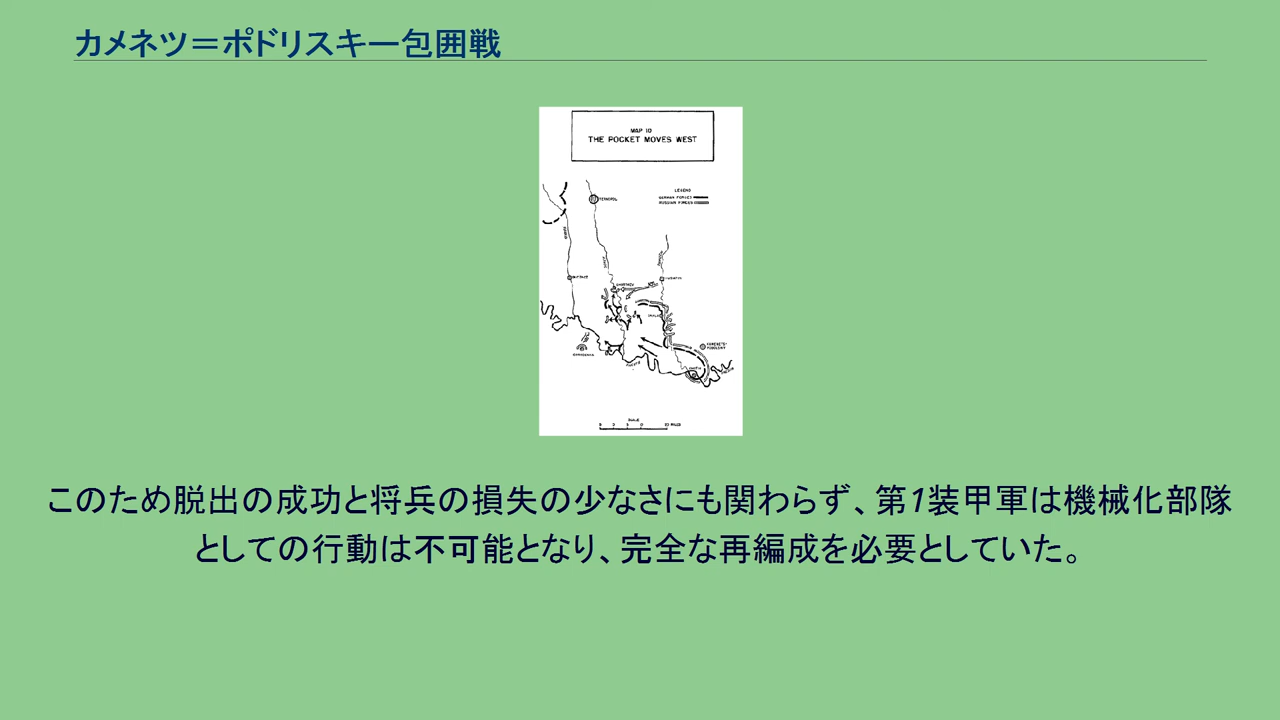 カメネツ＝ポドリスキー包囲戦
MAP 10
THE POCKET MOVES WEST
LEGEND
GERMAN FORCES
RUSSIAN FORCES
このため脱出の成功と将兵の損失の少なさにも関わらず、第1装甲軍は機械化部隊
としての行動は不可能となり、完全な再編成を必要としていた。